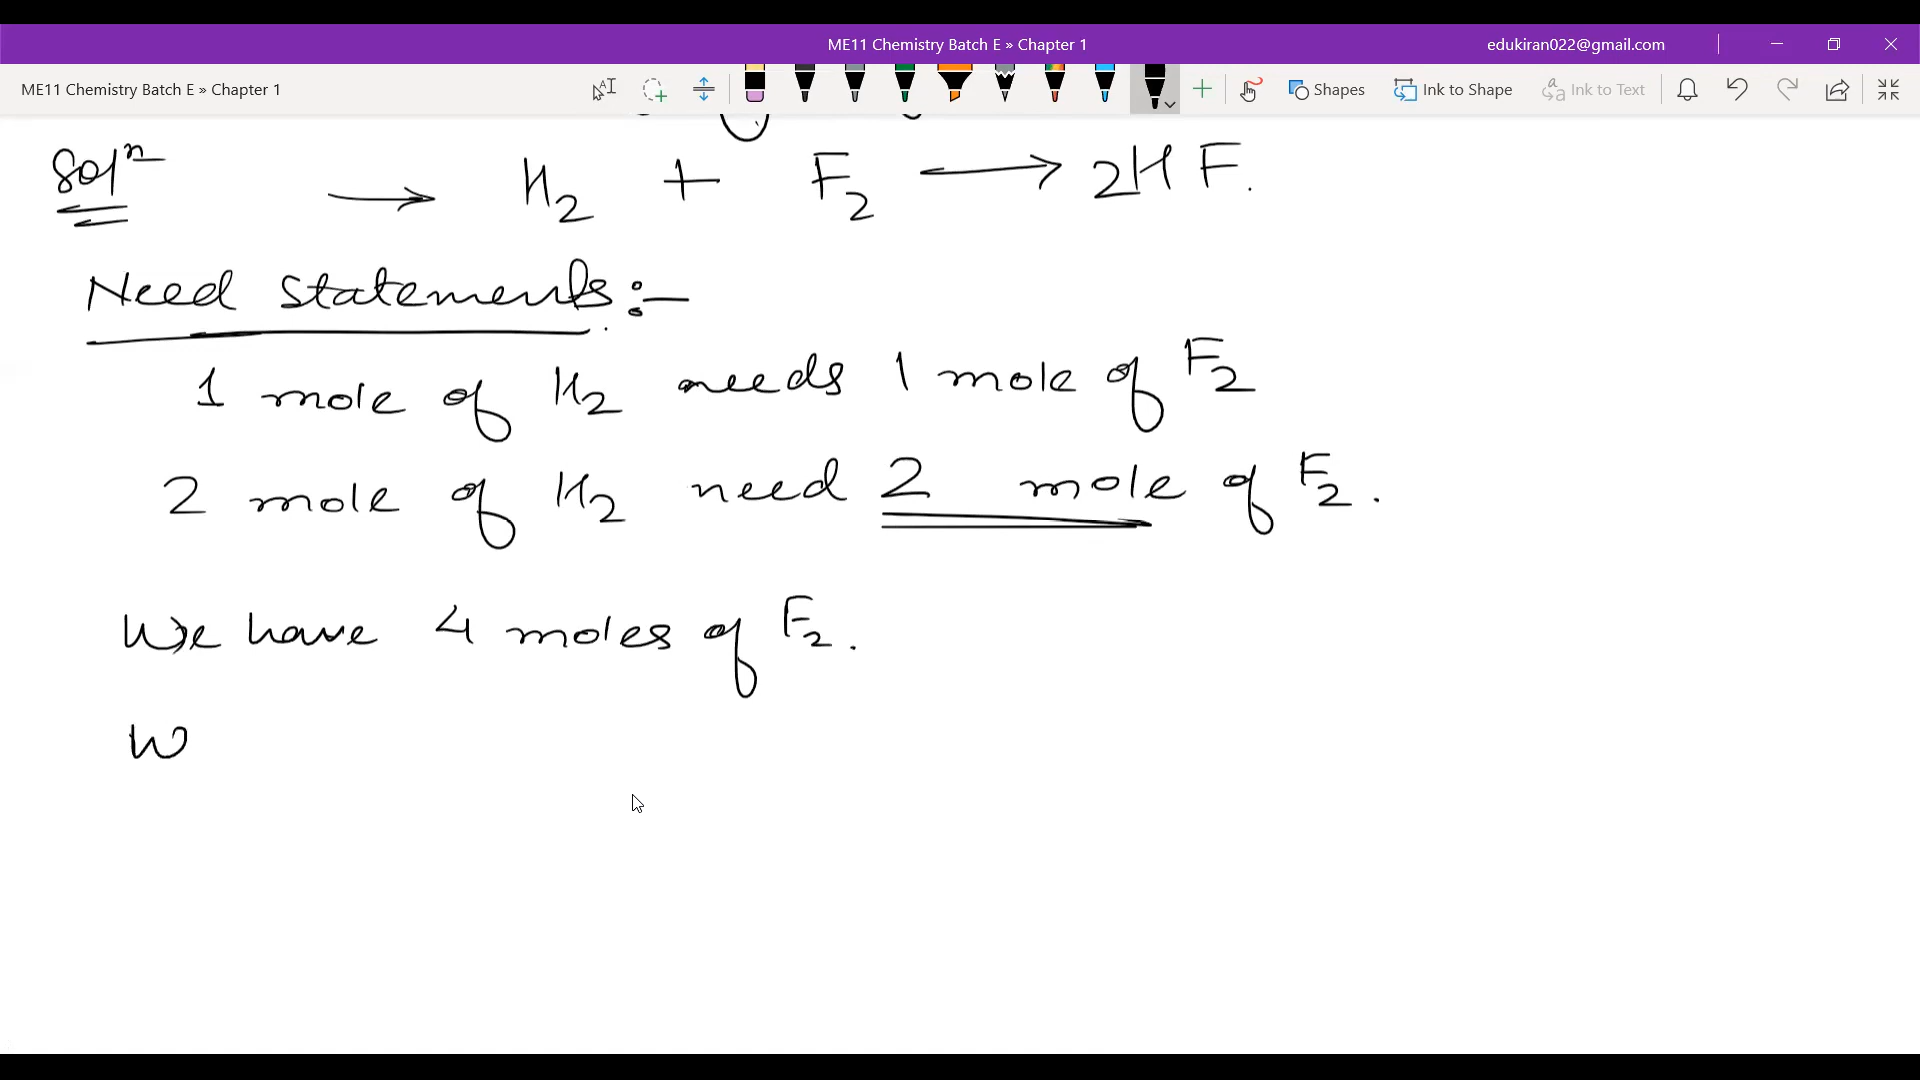 ME11 Chemistry Batch E » Chapter 1 edukiran022@gmail.com
ME11 Chemistry Batch E » Chapter 1 Shapes Ink to Shape Ink to Text
Solⁿ → H₂ + F₂ → 2HF.
Need statements :-
1 mole of H₂ needs 1 mole of F₂
2 mole of H₂ need 2 mole of F₂.
We have 4 moles of F₂.
W